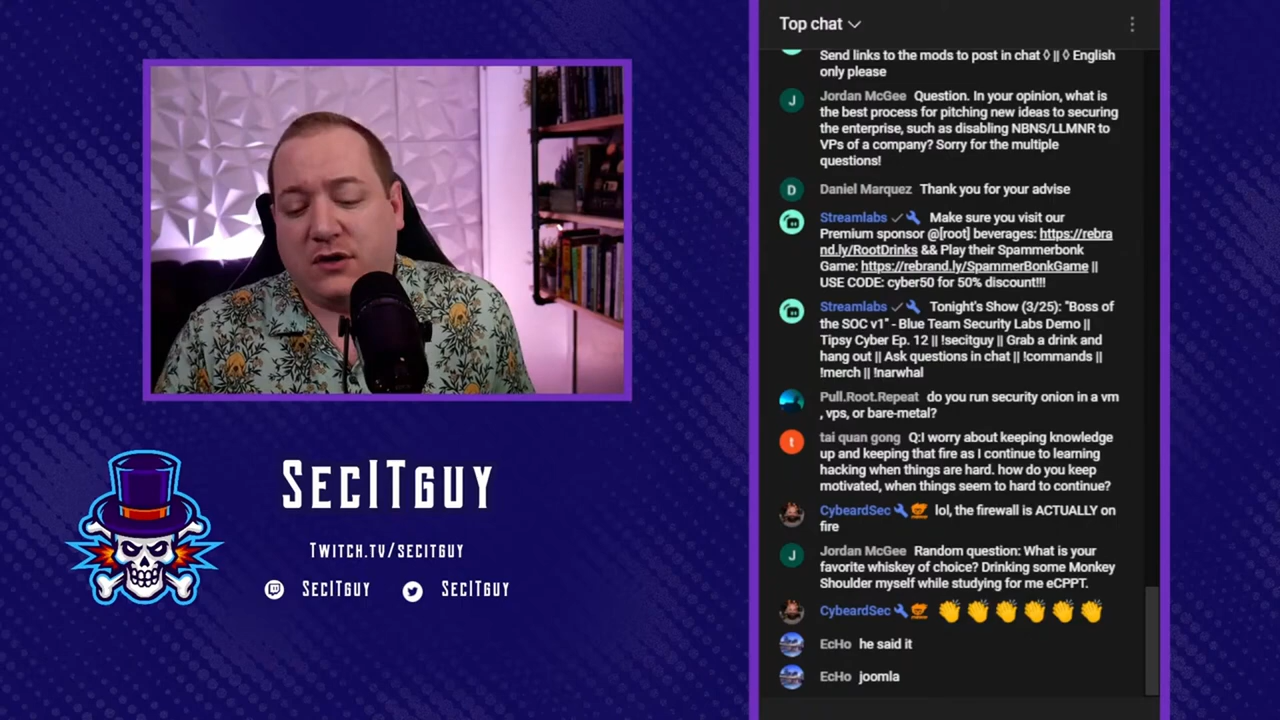 SecITguy
Twitch.tv/secitguy
SecITguy SecITguy
Top chat
Send links to the mods to post in chat ◊ || ◊ English
only please
J Jordan McGee Question. In your opinion, what is
the best process for pitching new ideas to securing
the enterprise, such as disabling NBNS/LLMNR to
VPs of a company? Sorry for the multiple
questions!
D Daniel Marquez Thank you for your advise
Streamlabs Make sure you visit our
Premium sponsor @[root] beverages: https://rebra
nd.ly/RootDrinks && Play their Spammerbonk
Game: https://rebrand.ly/SpammerBonkGame ||
USE CODE: cyber50 for 50% discount!!!
Streamlabs Tonight's Show (3/25): "Boss of
the SOC v1" - Blue Team Security Labs Demo ||
Tipsy Cyber Ep. 12 || !secitguy || Grab a drink and
hang out || Ask questions in chat || !commands ||
!merch || !narwhal
Pull.Root.Repeat do you run security onion in a vm
, vps, or bare-metal?
t tai quan gong Q:I worry about keeping knowledge
up and keeping that fire as I continue to learning
hacking when things are hard. how do you keep
motivated, when things seem to hard to continue?
CybeardSec lol, the firewall is ACTUALLY on
fire
J Jordan McGee Random question: What is your
favorite whiskey of choice? Drinking some Monkey
Shoulder myself while studying for me eCPPT.
CybeardSec 👏 👏 👏 👏 👏 👏
EcHo he said it
EcHo joomla